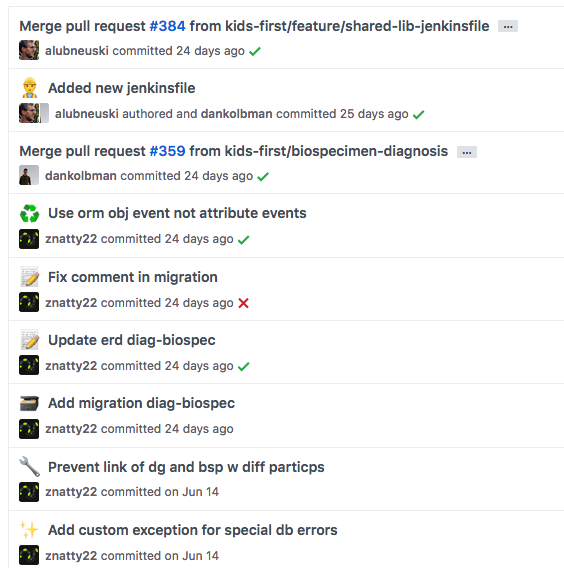 Merge pull request #384 from kids-first/feature/shared-lib-jenkinsfile ...
alubneuski committed 24 days ago ✓
👷 Added new jenkinsfile
alubneuski authored and dankolbman committed 25 days ago ✓
Merge pull request #359 from kids-first/biospecimen-diagnosis ...
dankolbman committed 24 days ago ✓
♻️ Use orm obj event not attribute events
znatty22 committed 24 days ago ✓
📝 Fix comment in migration
znatty22 committed 24 days ago ✗
📝 Update erd diag-biospec
znatty22 committed 24 days ago ✓
🗃 Add migration diag-biospec
znatty22 committed 24 days ago
🔧 Prevent link of dg and bsp w diff particps
znatty22 committed on Jun 14
✨ Add custom exception for special db errors
znatty22 committed on Jun 14